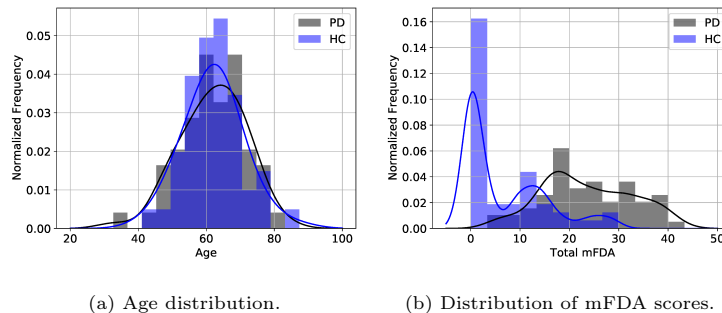 PD
HC
0.05
0.04
0.03
0.02
0.01
0.00
Normalized Frequency
20 40 60 80 100
Age
PD
HC
0.16
0.14
0.12
0.10
0.08
0.06
0.04
0.02
0.00
Normalized Frequency
0 10 20 30 40 50
Total mFDA
(a) Age distribution.
(b) Distribution of mFDA scores.